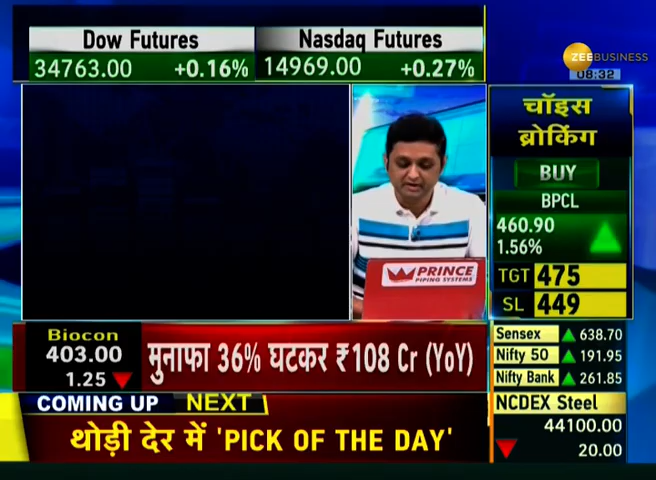 Dow Futures
34763.00 +0.16%
Nasdaq Futures
14969.00 +0.27%
ZEE BUSINESS
08:32
चॉइस
ब्रोकिंग
BUY
BPCL
460.90
1.56%
TGT 475
SL 449
PRINCE
PIPING SYSTEMS
Biocon
403.00
1.25
मुनाफा 36% घटकर ₹108 Cr (YoY)
Sensex 638.70
Nifty 50 191.95
Nifty Bank 261.85
NCDEX Steel
44100.00
20.00
COMING UP NEXT
थोड़ी देर में 'PICK OF THE DAY'